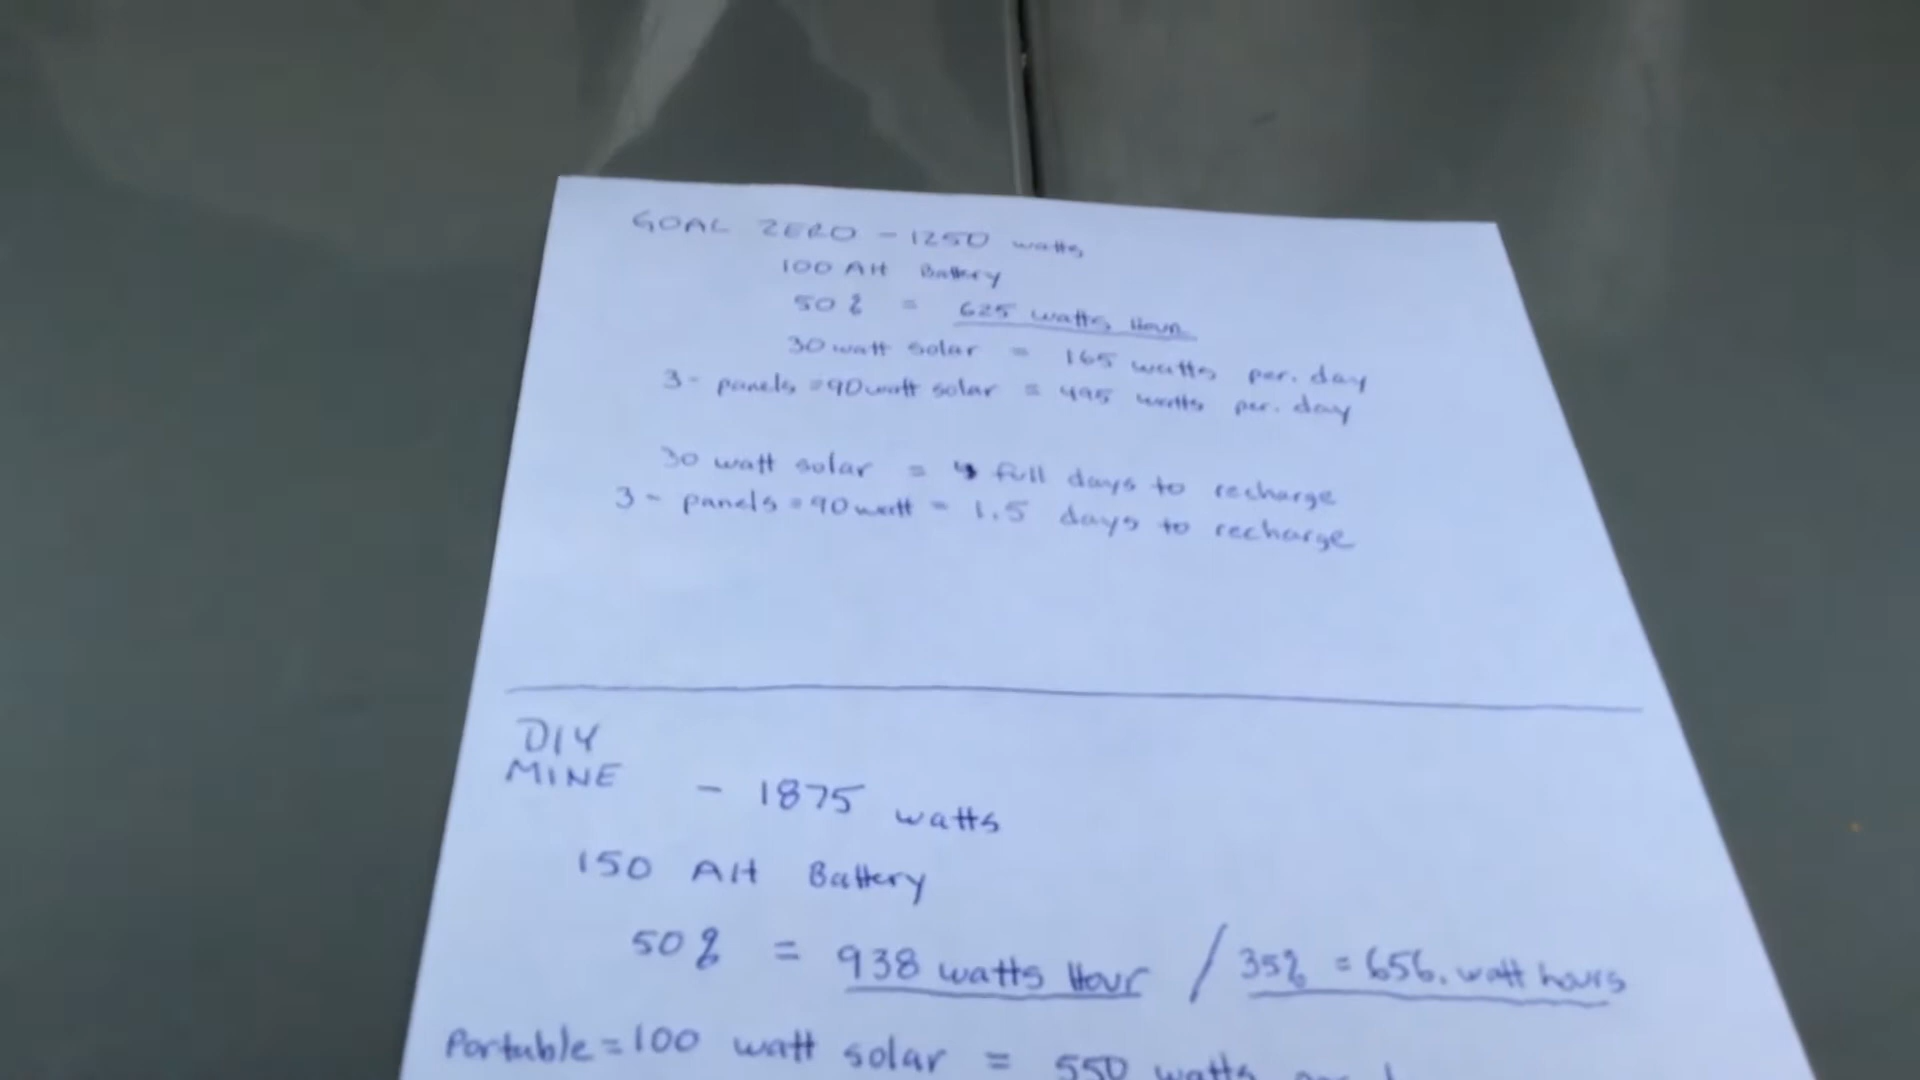 GOAL ZERO - 1250 watts
100 AH Battery
50% = 625 watts Hour
30 watt solar = 165 watts per. day
3- panels = 90 watt solar = 495 watts per. day
30 watt solar = 4 full days to recharge
3- panels = 90 watt = 1.5 days to recharge
DIY
MINE - 1875 watts
150 AH Battery
50% = 938 watts Hour / 35% = 656. watt hours
Portable = 100 watt solar = 550 watts